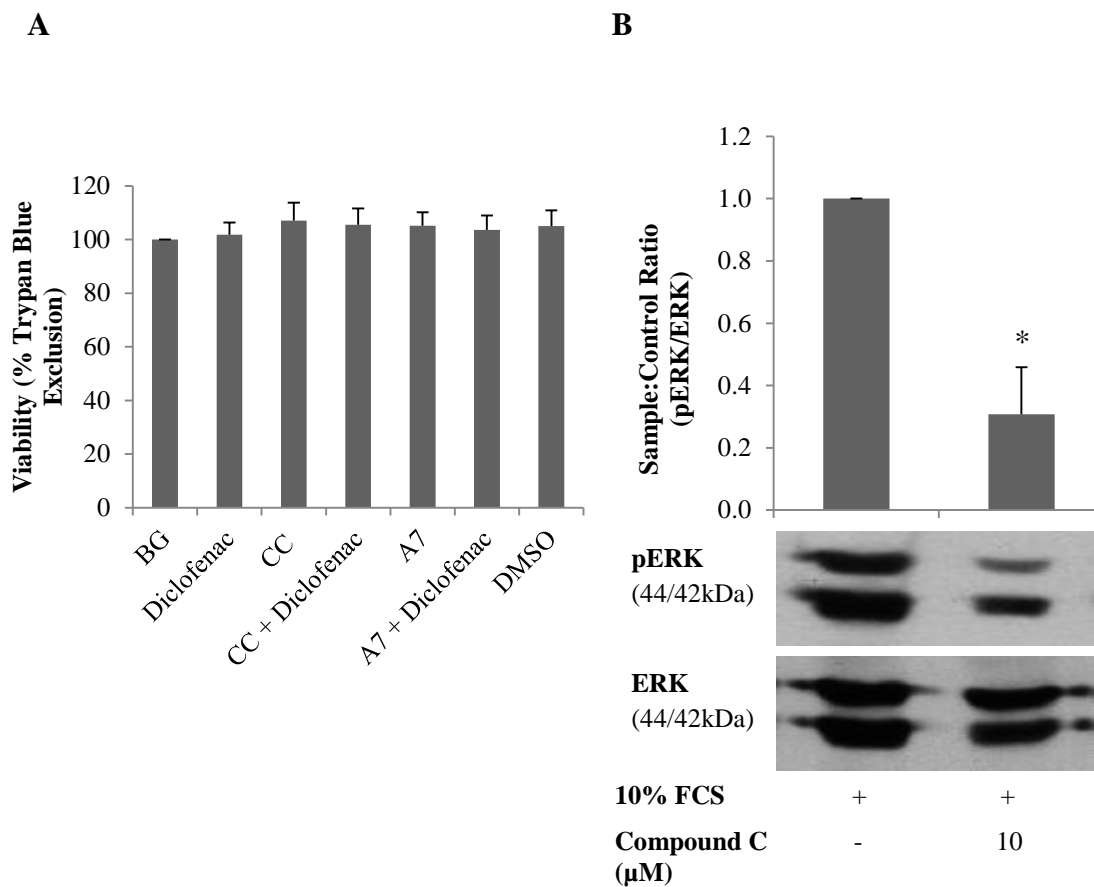 A
B
Viability (% Trypan Blue
Exclusion)
120
100
80
60
40
20
0
BG
Diclofenac
CC
CC + Diclofenac
A7
A7 + Diclofenac
DMSO
Sample:Control Ratio
(pERK/ERK)
1.2
1.0
0.8
0.6
0.4
0.2
0.0
*
pERK
(44/42kDa)
ERK
(44/42kDa)
10% FCS + +
Compound C - 10
(µM)